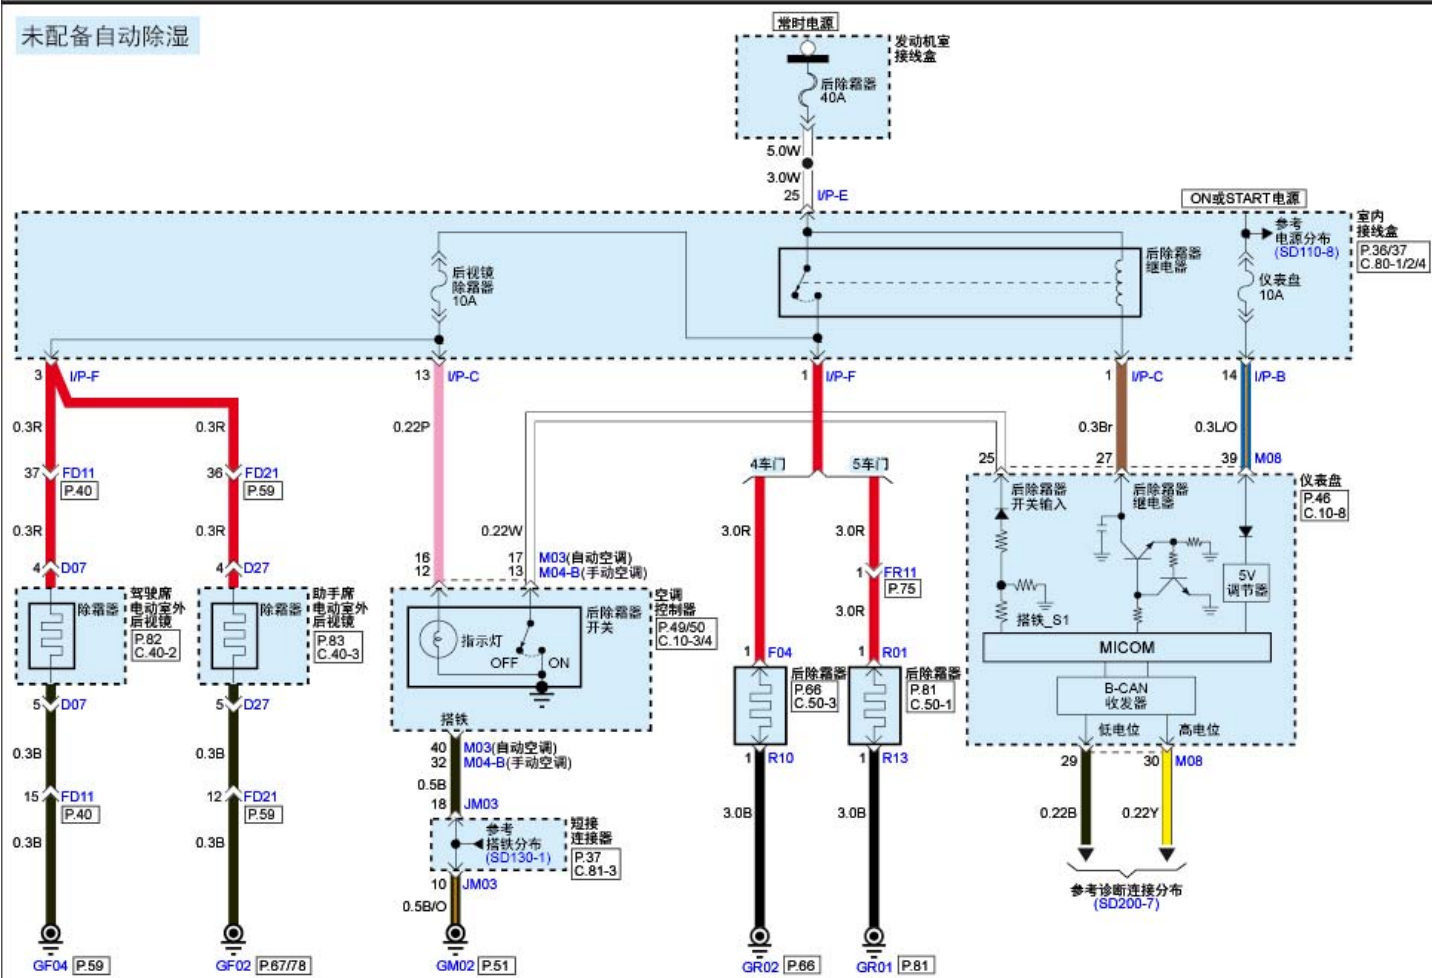 未配备自动除湿
常时电源
发动机室
接线盒
后除霜器
40A
5.0W
3.0W
25 I/P-E
ON或START电源
室内
接线盒
P.36/37
C.80-1/2/4
参考
电源分布
(SD110-8)
后视镜
除霜器
10A
后除霜器
继电器
仪表盘
10A
3 I/P-F
13 I/P-C
1 I/P-F
1 I/P-C
14 I/P-B
0.3R
0.3R
0.22P
0.3Br
0.3L/O
37 FD11
P.40
36 FD21
P.59
4车门
5车门
25
27
39 M08
仪表盘
P.46
C.10-8
后除霜器
开关输入
后除霜器
继电器
0.3R
0.3R
0.22W
3.0R
3.0R
16
12
17 M03(自动空调)
13 M04-B(手动空调)
4 D07
4 D27
1 FR11
P.75
3.0R
5V
调节器
搭铁_S1
MICOM
B-CAN
收发器
低电位
高电位
除霜器
驾驶席
电动室外
后视镜
P.82
C.40-2
除霜器
助手席
电动室外
后视镜
P.83
C.40-3
指示灯
OFF
ON
后除霜器
开关
空调
控制器
P.49/50
C.10-3/4
搭铁
1 F04
1 R01
后除霜器
P.66
C.50-3
后除霜器
P.81
C.50-1
5 D07
5 D27
40 M03(自动空调)
32 M04-B(手动空调)
1 R10
1 R13
29
30 M08
0.3B
0.3B
0.5B
18 JM03
15 FD11
P.40
12 FD21
P.59
3.0B
3.0B
0.22B
0.22Y
0.3B
0.3B
参考
搭铁分布
(SD130-1)
短接
连接器
P.37
C.81-3
10 JM03
0.5B/O
参考诊断连接分布
(SD200-7)
GF04 P.59
GF02 P.67/78
GM02 P.51
GR02 P.66
GR01 P.81